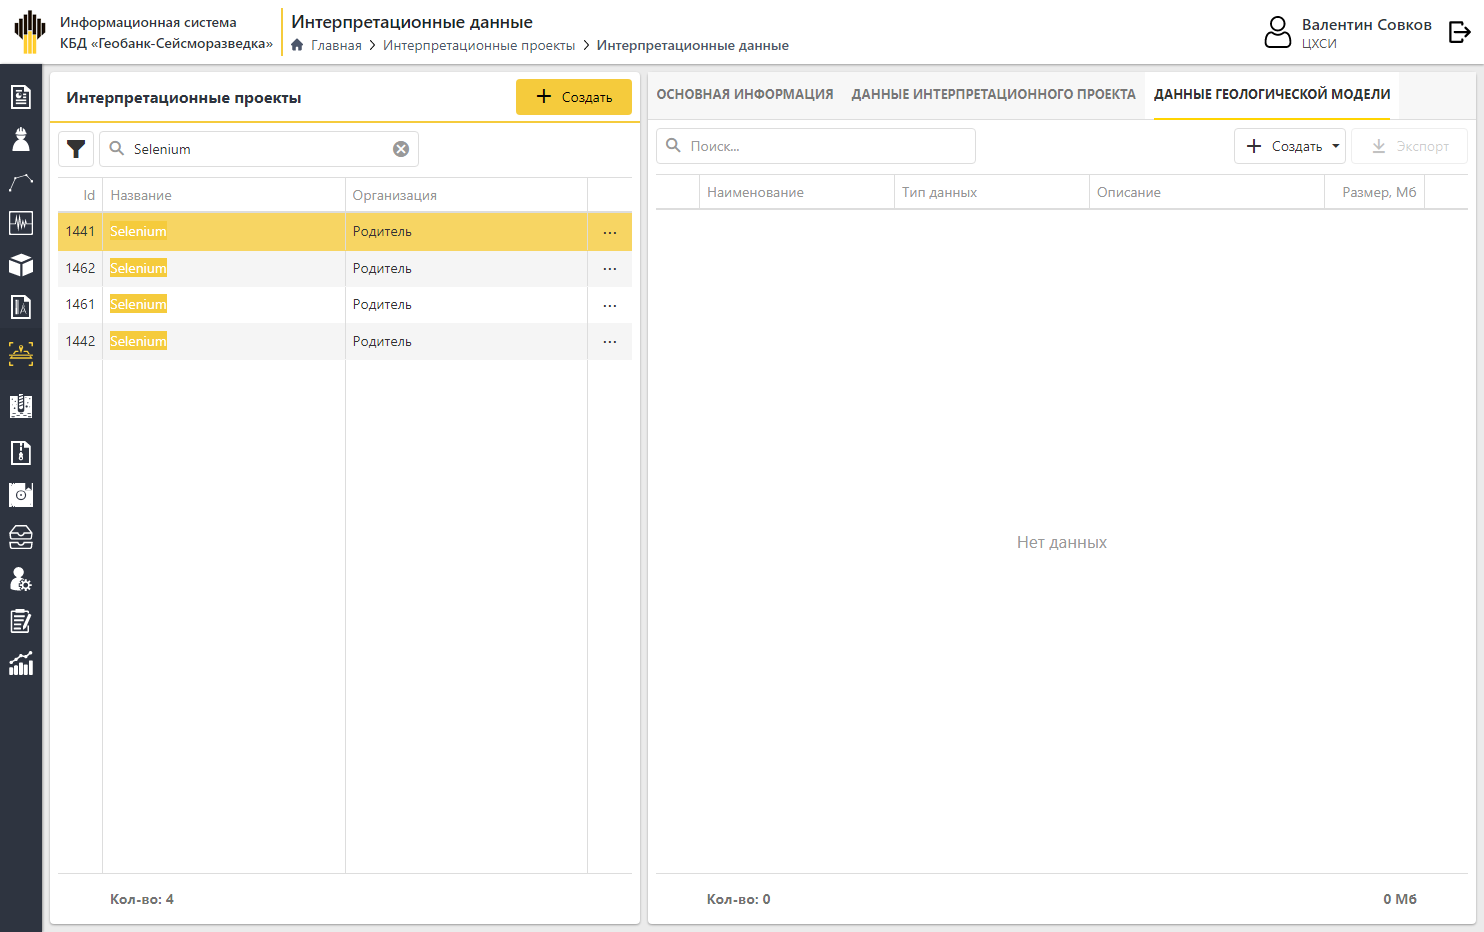 Информационная система
КБД «Геобанк-Сейсморазведка»
Интерпретационные данные
Главная > Интерпретационные проекты > Интерпретационные данные
Валентин Совков
ЦХСИ
Интерпретационные проекты
+ Создать
Selenium
Id Название Организация
1441 Selenium Родитель ...
1462 Selenium Родитель ...
1461 Selenium Родитель ...
1442 Selenium Родитель ...
Кол-во: 4
ОСНОВНАЯ ИНФОРМАЦИЯ ДАННЫЕ ИНТЕРПРЕТАЦИОННОГО ПРОЕКТА ДАННЫЕ ГЕОЛОГИЧЕСКОЙ МОДЕЛИ
Поиск... + Создать Экспорт
Наименование Тип данных Описание Размер, Мб
Нет данных
Кол-во: 0 0 Мб